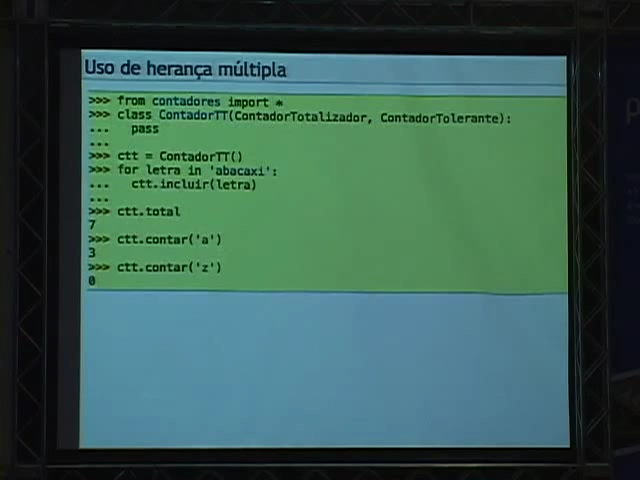 Uso de herança múltipla
>>> from contadores import *
>>> class ContadorTT(ContadorTotalizador, ContadorTolerante):
...   pass
...
>>> ctt = ContadorTT()
>>> for letra in 'abacaxi':
...   ctt.incluir(letra)
...
>>> ctt.total
7
>>> ctt.contar('a')
3
>>> ctt.contar('z')
0